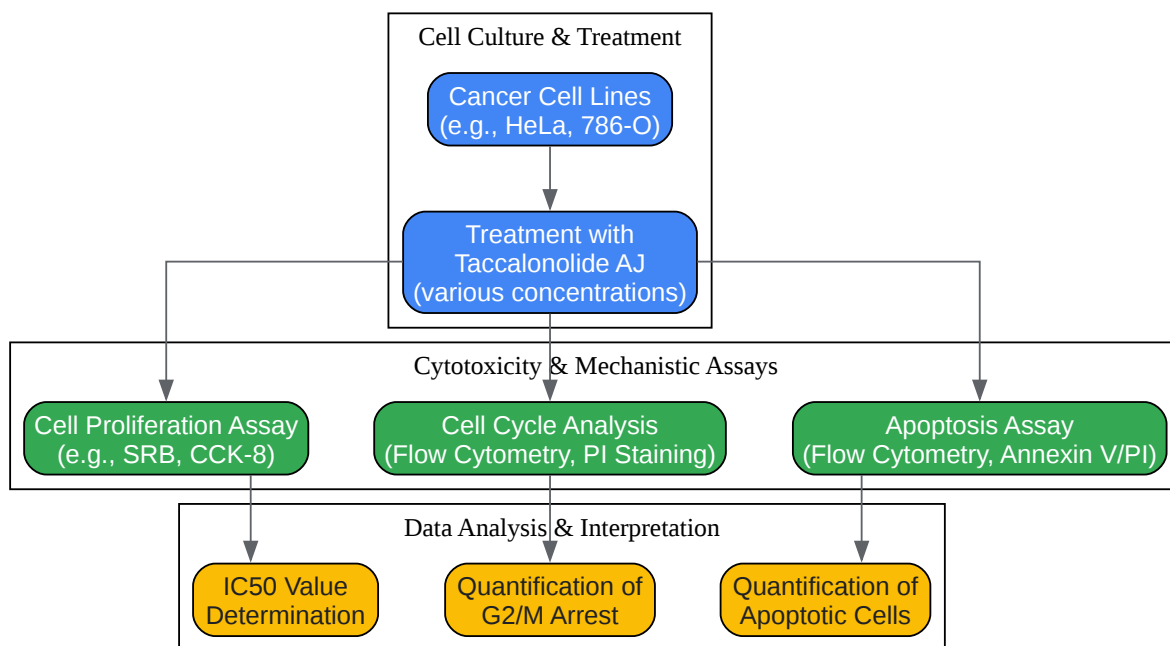 Cell Culture & Treatment
Cancer Cell Lines
(e.g., HeLa, 786-O)
Treatment with
Taccalonolide AJ
(various concentrations)
Cytotoxicity & Mechanistic Assays
Cell Proliferation Assay
(e.g., SRB, CCK-8)
Cell Cycle Analysis
(Flow Cytometry, PI Staining)
Apoptosis Assay
(Flow Cytometry, Annexin V/PI)
Data Analysis & Interpretation
IC50 Value
Determination
Quantification of
G2/M Arrest
Quantification of
Apoptotic Cells